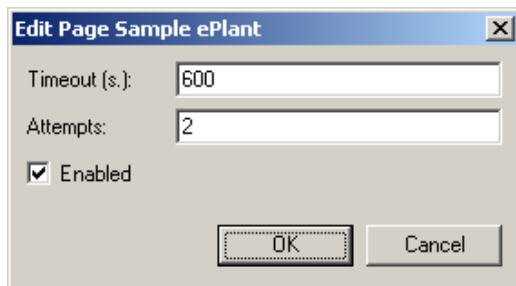 Edit Page Sample ePlant
Timeout (s.): 600
Attempts: 2
Enabled
OK Cancel